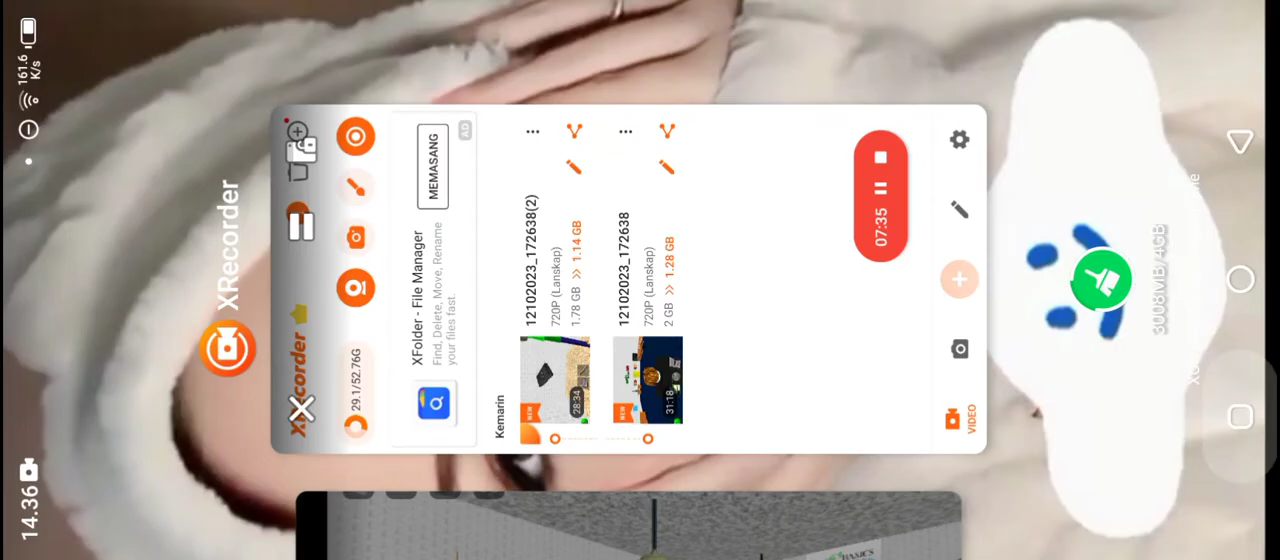 14.36
161.6
K/s
XRecorder
XRecorder
29.1/52.76G
XFolder - File Manager
Find, Delete, Move, Rename
your files fast.
MEMASANG
AD
Kemarin
NEW
28:34
12102023_172638(2)
720P (Lanskap)
1.78 GB >> 1.14 GB
NEW
31:18
12102023_172638
720P (Lanskap)
2 GB >> 1.28 GB
07:35
VIDEO
3008MB/4GB